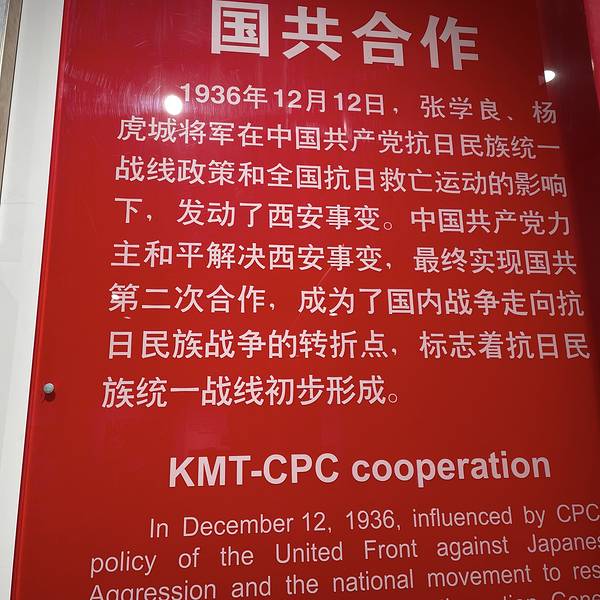 国共合作
1936年12月12日，张学良、杨
虎城将军在中国共产党抗日民族统一
战线政策和全国抗日救亡运动的影响
下，发动了西安事变。中国共产党力
主和平解决西安事变，最终实现国共
第二次合作，成为了国内战争走向抗
日民族战争的转折点，标志着抗日民
族统一战线初步形成。
KMT-CPC cooperation
In December 12, 1936, influenced by CPC
policy of the United Front against Japanes
Aggression and the national movement to res